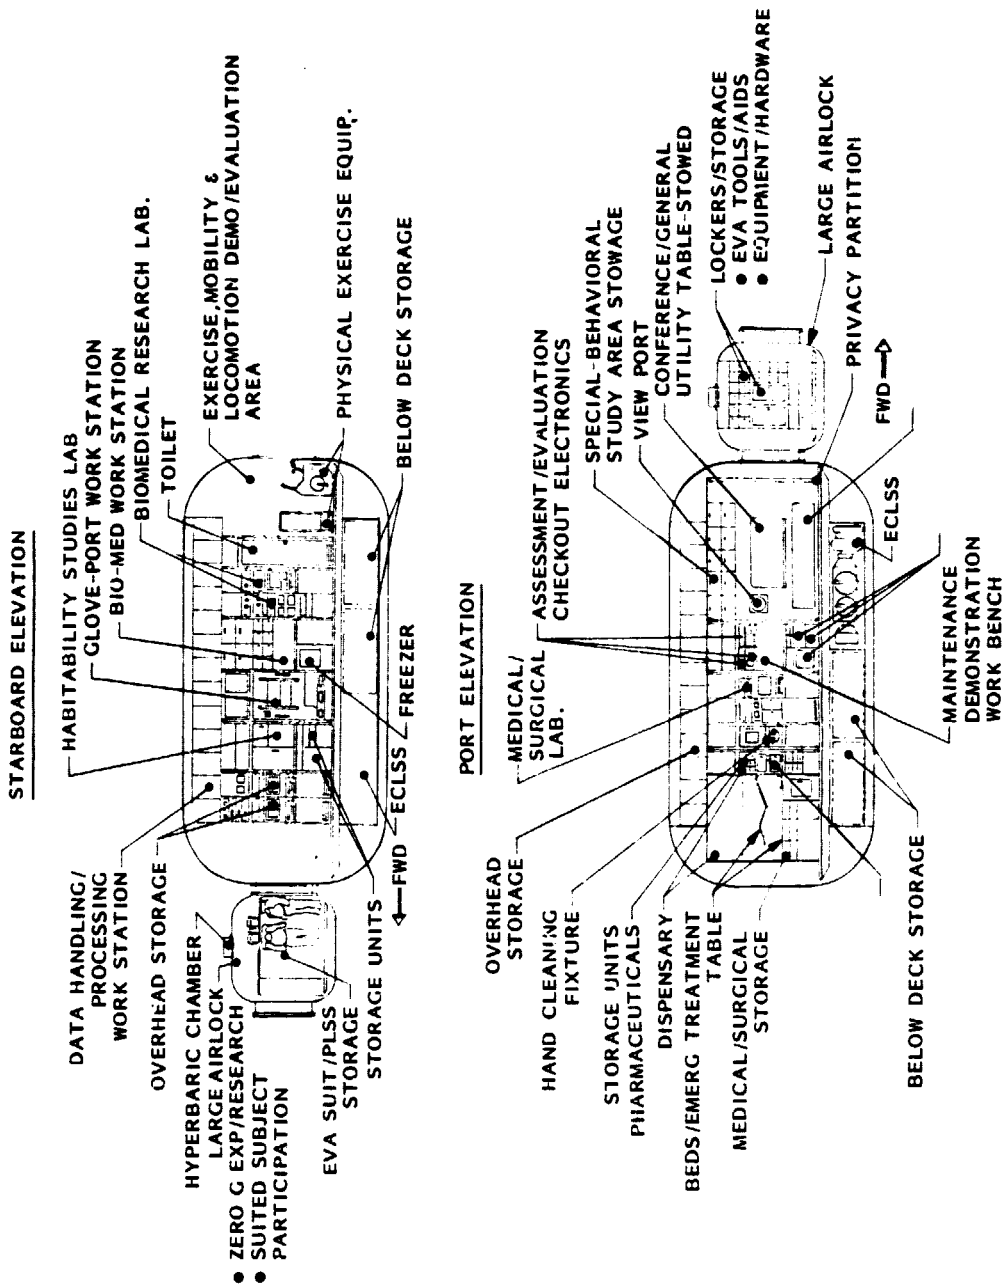 STARBOARD ELEVATION
DATA HANDLING/
PROCESSING
WORK STATION
OVERHEAD STORAGE
HYPERBARIC CHAMBER
LARGE AIRLOCK
● ZERO G EXP/RESEARCH
● SUITED SUBJECT
PARTICIPATION
EVA SUIT/PLSS
STORAGE
STORAGE UNITS
FWD
ECLSS
FREEZER
HABITABILITY STUDIES LAB
GLOVE-PORT WORK STATION
BIO-MED WORK STATION
BIOMEDICAL RESEARCH LAB.
TOILET
EXERCISE, MOBILITY &
LOCOMOTION DEMO/EVALUATION
AREA
PHYSICAL EXERCISE EQUIP.
BELOW DECK STORAGE
PORT ELEVATION
OVERHEAD
STORAGE
HAND CLEANING
FIXTURE
STORAGE UNITS
PHARMACEUTICALS
DISPENSARY
BEDS/EMERG TREATMENT
TABLE
MEDICAL/SURGICAL
STORAGE
BELOW DECK STORAGE
MEDICAL/
SURGICAL
LAB.
ASSESSMENT/EVALUATION
CHECKOUT ELECTRONICS
SPECIAL-BEHAVIORAL
STUDY AREA STOWAGE
VIEW PORT
CONFERENCE/GENERAL
UTILITY TABLE-STOWED
LOCKERS/STORAGE
● EVA TOOLS/AIDS
● EQUIPMENT/HARDWARE
LARGE AIRLOCK
PRIVACY PARTITION
FWD
ECLSS
MAINTENANCE
DEMONSTRATION
WORK BENCH